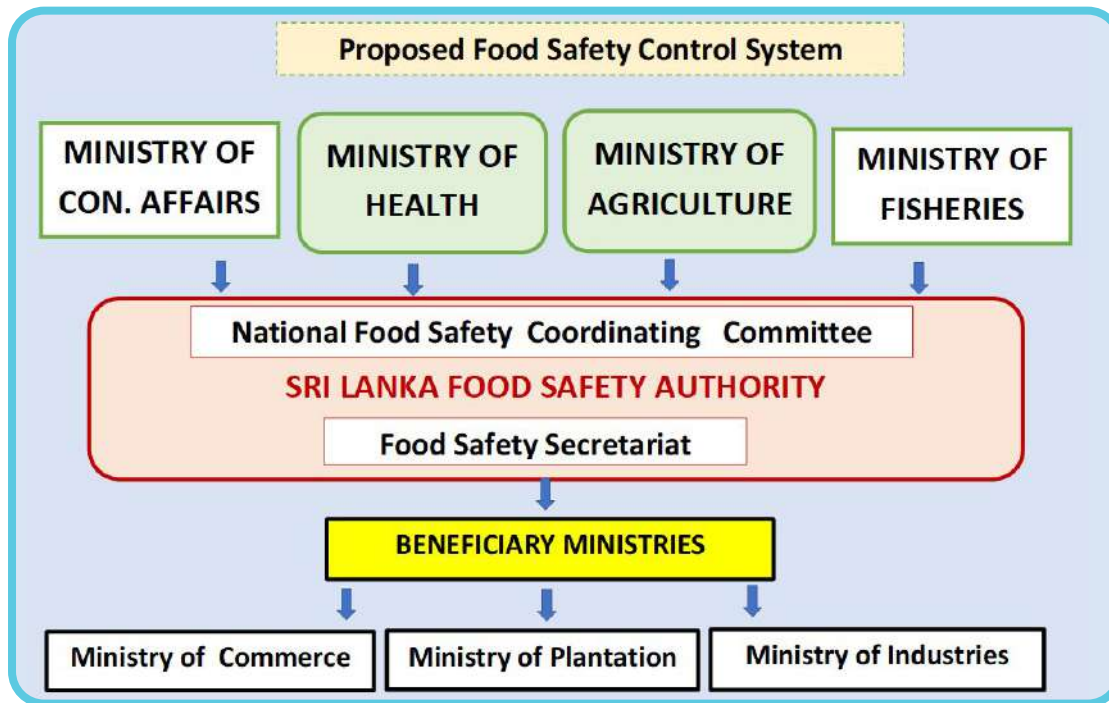 Proposed Food Safety Control System
MINISTRY OF
CON. AFFAIRS
MINISTRY OF
HEALTH
MINISTRY OF
AGRICULTURE
MINISTRY OF
FISHERIES
National Food Safety Coordinating Committee
SRI LANKA FOOD SAFETY AUTHORITY
Food Safety Secretariat
BENEFICIARY MINISTRIES
Ministry of Commerce
Ministry of Plantation
Ministry of Industries